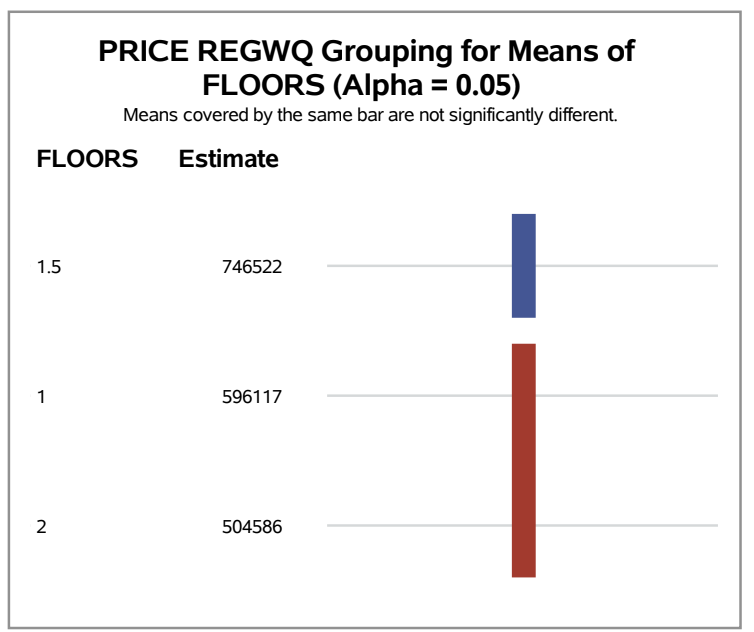 PRICE REGWQ Grouping for Means of
FLOORS (Alpha = 0.05)
Means covered by the same bar are not significantly different.
FLOORS Estimate
1.5 746522
1 596117
2 504586